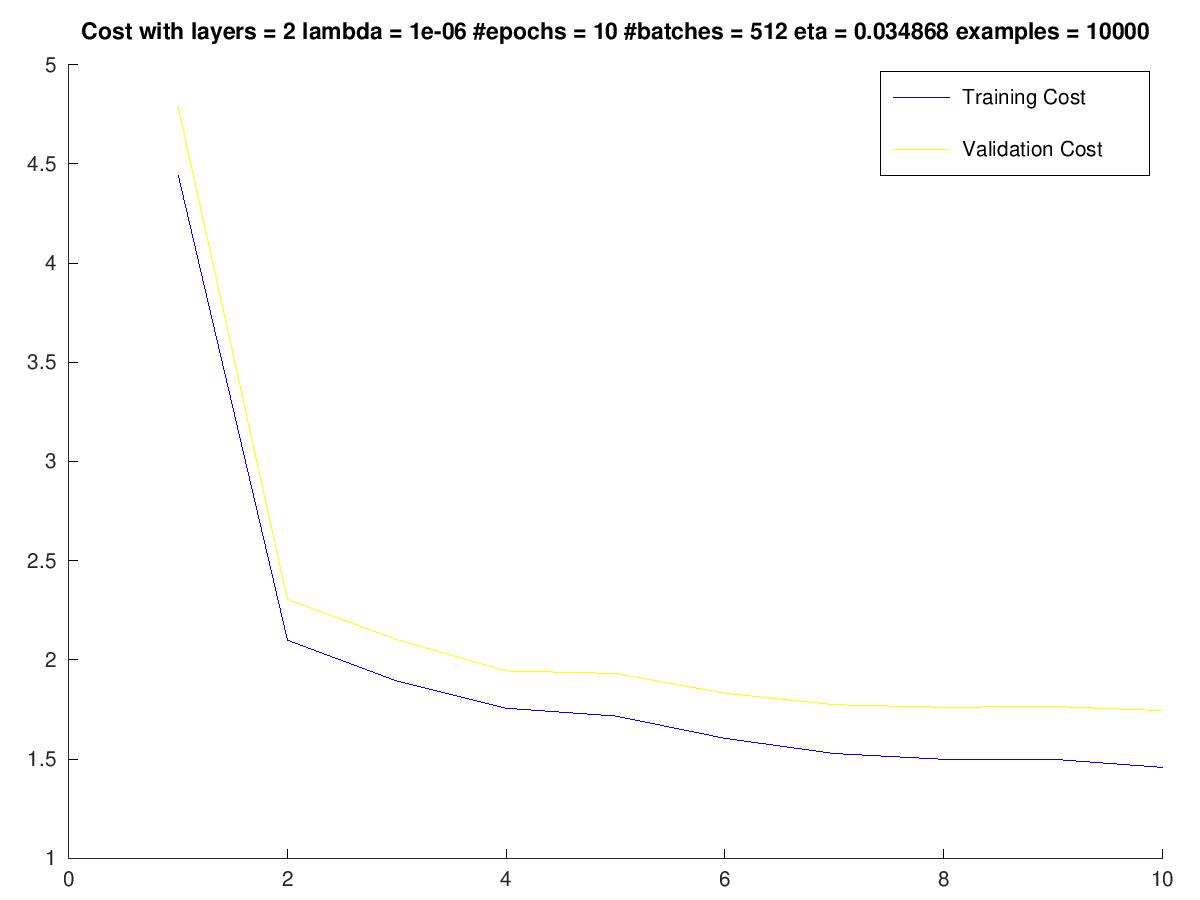 Cost with layers = 2 lambda = 1e-06 #epochs = 10 #batches = 512 eta = 0.034868 examples = 10000
5
Training Cost
Validation Cost
4.5
4
3.5
3
2.5
2
1.5
1
0 2 4 6 8 10